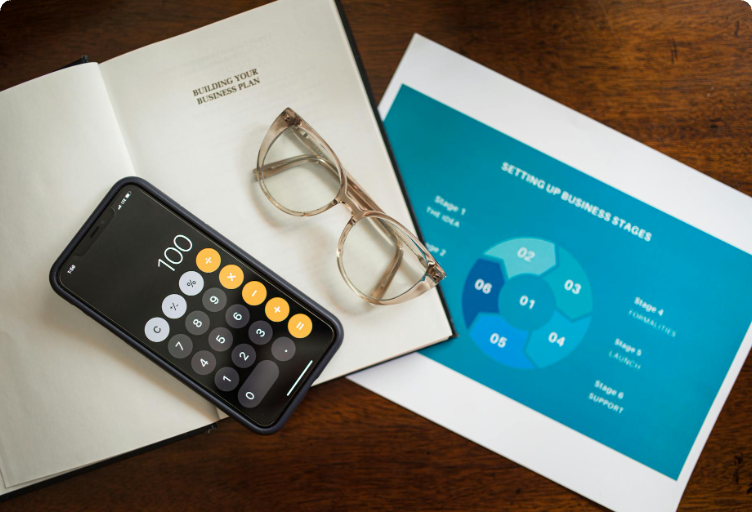 BUILDING YOUR
BUSINESS PLAN
100
C
⁺∕₋
%
÷
7
8
9
×
4
5
6
−
1
2
3
+
0
.
=
SETTING UP BUSINESS STAGES
Stage 1
THE IDEA
02
03
06
01
04
05
Stage 4
FORMALITIES
Stage 5
LAUNCH
Stage 6
SUPPORT